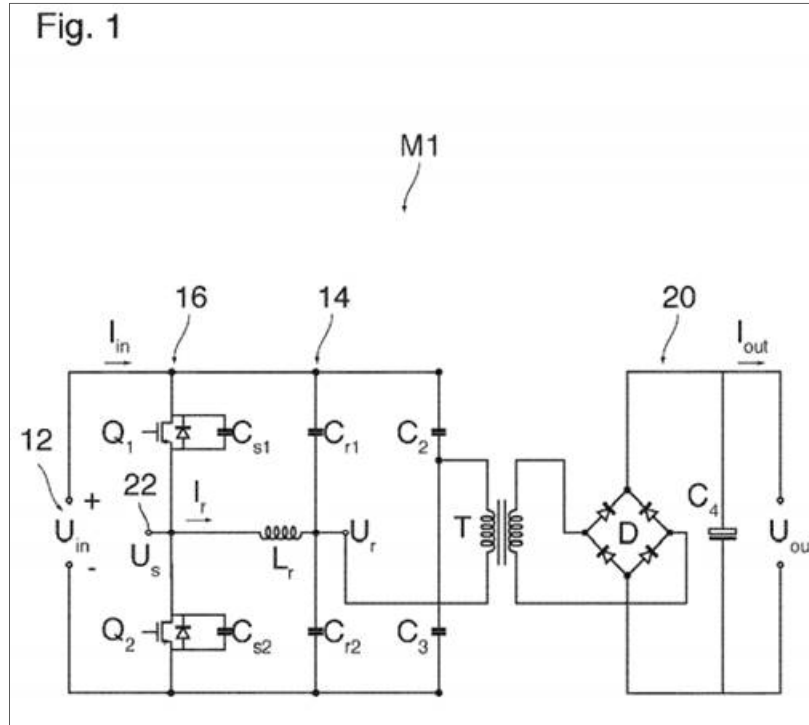 Fig. 1
M1
16
14
20
I_in
I_out
Q_1
C_s1
C_r1
C_2
12
+
22
I_r
U_in
U_s
L_r
U_r
T
D
C_4
U_ou
-
Q_2
C_s2
C_r2
C_3